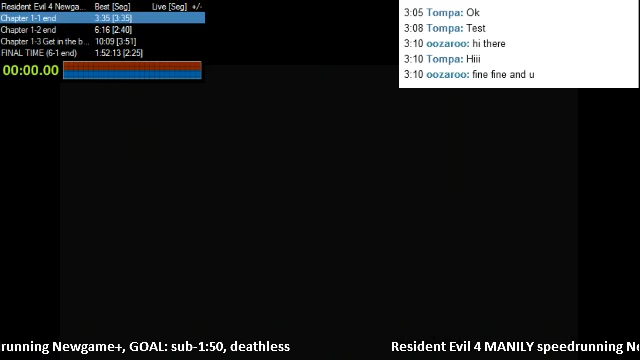 Resident Evil 4 Newga... Best [Seg] Live [Seg] +/-
Chapter 1-1 end 3:35 [3:35]
Chapter 1-2 end 6:16 [2:40]
Chapter 1-3 Get in the b... 10:09 [3:51]
FINAL TIME (6-1 end) 1:52:13 [2:25]
00:00.00
3:05 Tompa: Ok
3:08 Tompa: Test
3:10 oozaroo: hi there
3:10 Tompa: Hiii
3:10 oozaroo: fine fine and u
running Newgame+, GOAL: sub-1:50, deathless Resident Evil 4 MANILY speedrunning Ne